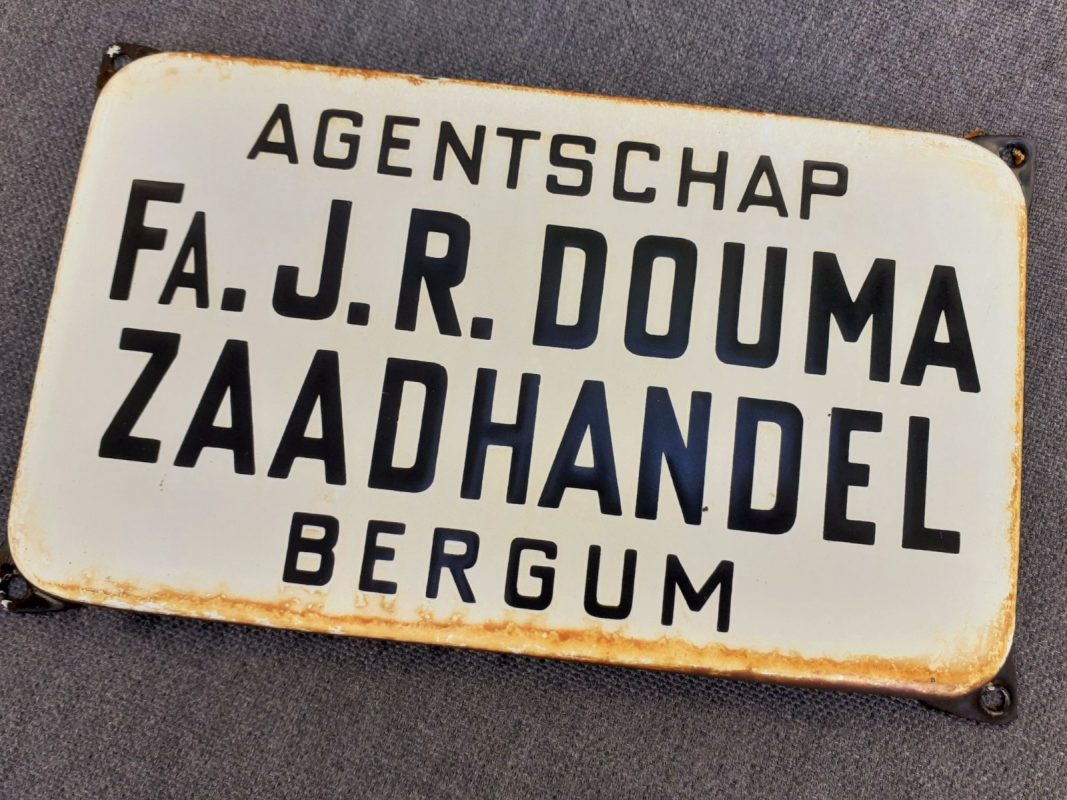 AGENTSCHAP
FA. J.R. DOUMA
ZAADHANDEL
BERGUM